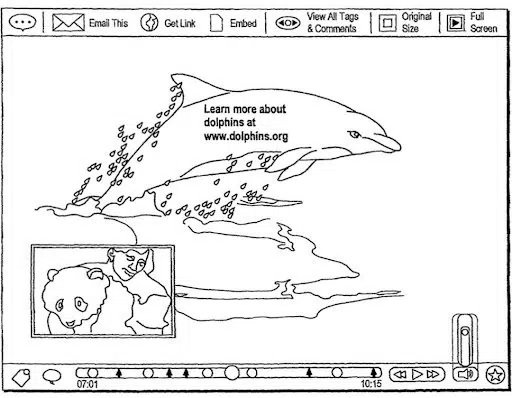 Email This
Get Link
Embed
View All Tags
& Comments
Original
Size
Full
Screen
Learn more about
dolphins at
www.dolphins.org
07:01
10:15